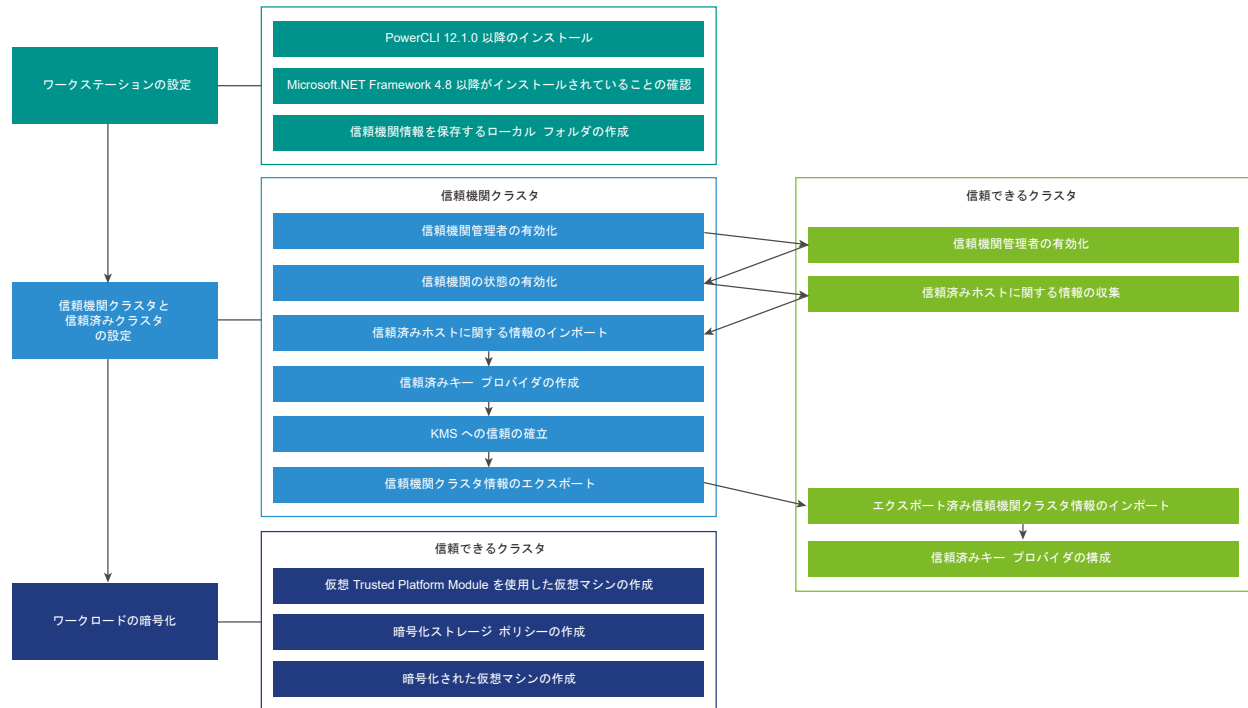 ワークステーションの設定
PowerCLI 12.1.0 以降のインストール
Microsoft.NET Framework 4.8 以降がインストールされていることの確認
信頼機関情報を保存するローカル フォルダの作成
信頼機関クラスタと
信頼済みクラスタ
の設定
信頼機関クラスタ
信頼機関管理者の有効化
信頼機関の状態の有効化
信頼済みホストに関する情報のインポート
信頼済みキー プロバイダの作成
KMS への信頼の確立
信頼機関クラスタ情報のエクスポート
信頼できるクラスタ
信頼機関管理者の有効化
信頼済みホストに関する情報の収集
エクスポート済み信頼機関クラスタ情報のインポート
信頼済みキー プロバイダの構成
ワークロードの暗号化
信頼できるクラスタ
仮想 Trusted Platform Module を使用した仮想マシンの作成
暗号化ストレージ ポリシーの作成
暗号化された仮想マシンの作成